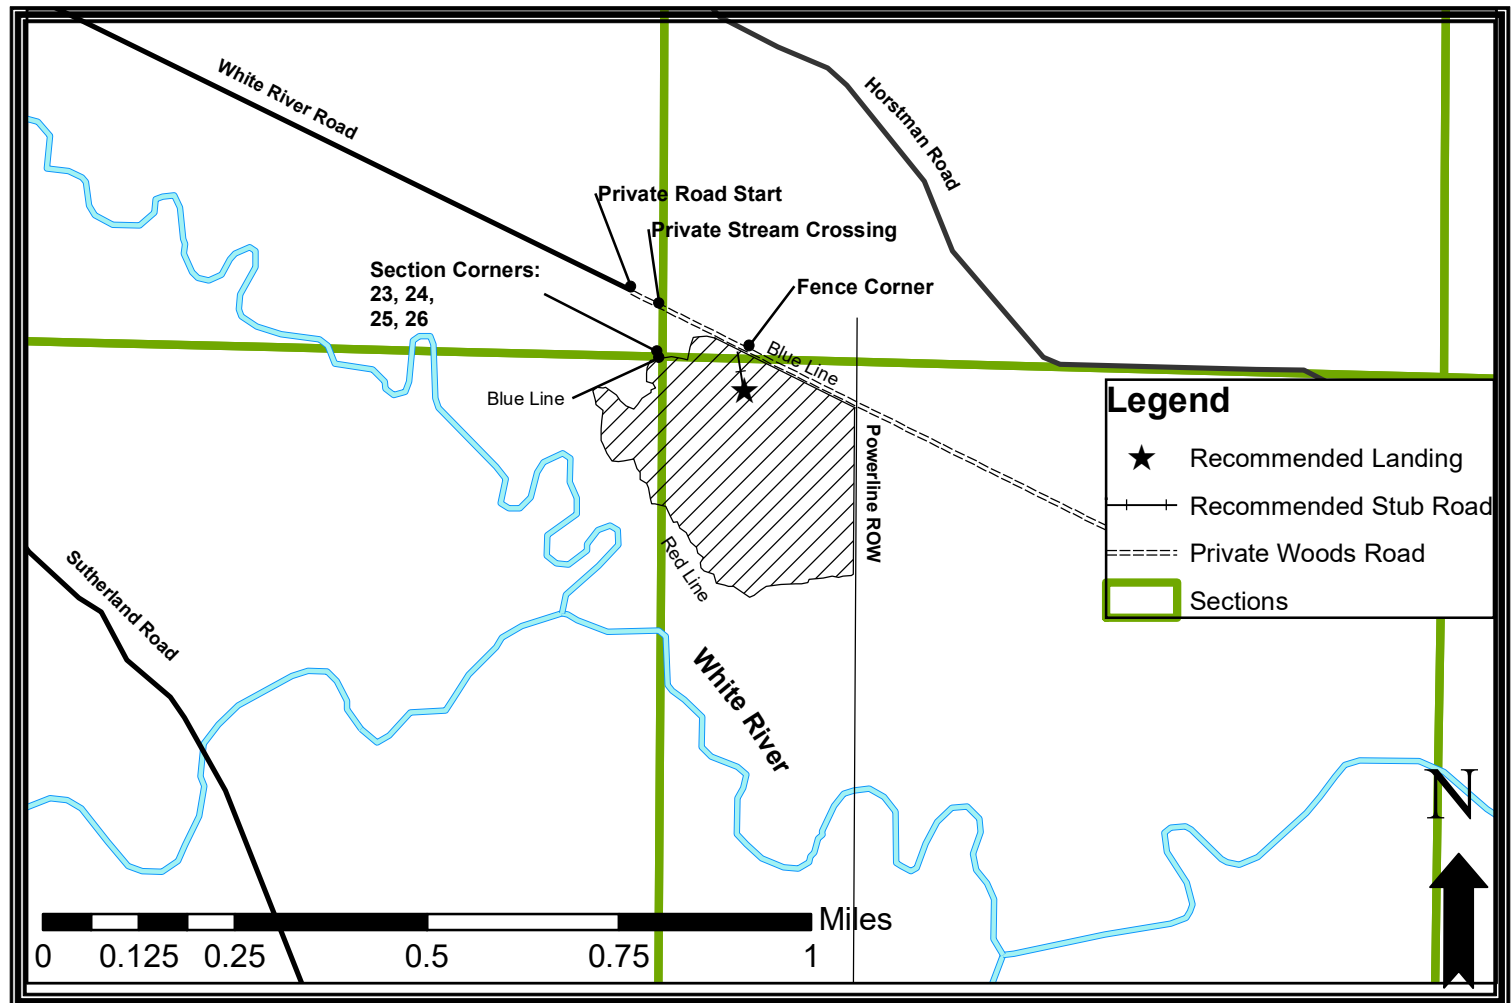 White River Road
Horstman Road
Private Road Start
Private Stream Crossing
Section Corners:
23, 24,
25, 26
Fence Corner
Blue Line
Blue Line
Powerline ROW
Red Line
Sutherland Road
White River
Legend
Recommended Landing
Recommended Stub Road
Private Woods Road
Sections
N
Miles
0 0.125 0.25 0.5 0.75 1